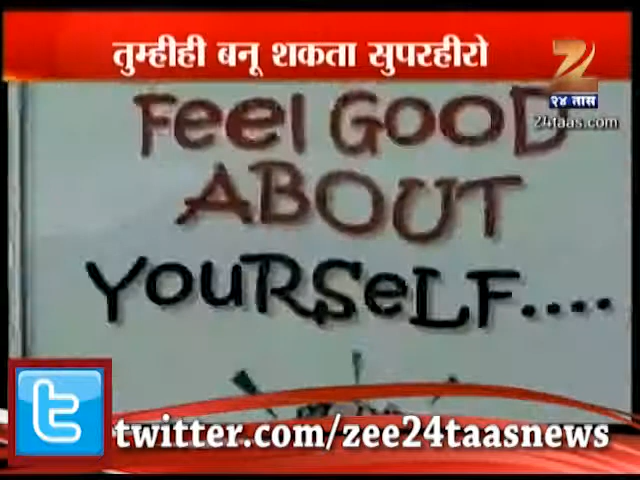 तुम्हीही बनू शकता सुपरहीरो
२४ तास
24taas.com
Feel GOOD
ABOUT
YouRSeLF....
twitter.com/zee24taasnews